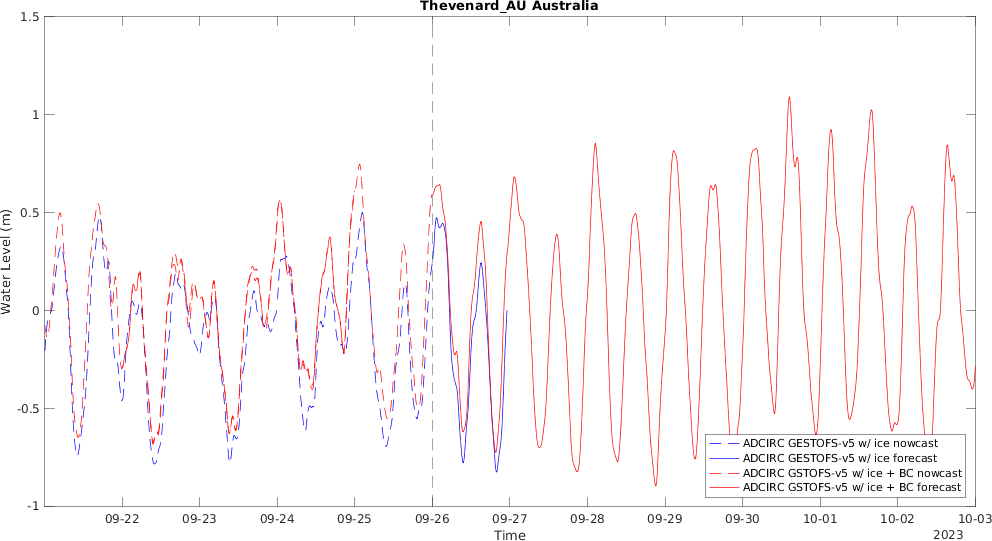 Thevenard_AU Australia
1.5
1
0.5
0
-0.5
-1
Water Level (m)
09-22 09-23 09-24 09-25 09-26 09-27 09-28 09-29 09-30 10-01 10-02 10-03
Time
2023
ADCIRC GESTOFS-v5 w/ ice nowcast
ADCIRC GESTOFS-v5 w/ ice forecast
ADCIRC GSTOFS-v5 w/ ice + BC nowcast
ADCIRC GSTOFS-v5 w/ ice + BC forecast